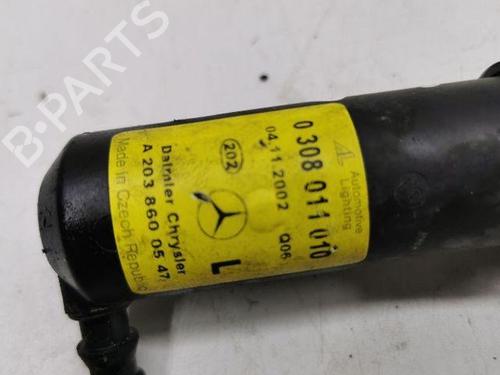 B-PARTS
0 308 011 010
AL Automotive
Lighting
04.11.2002 Q06
202
L
Daimler Chrysler
A 203 860 05 47
Made in Czech Republic